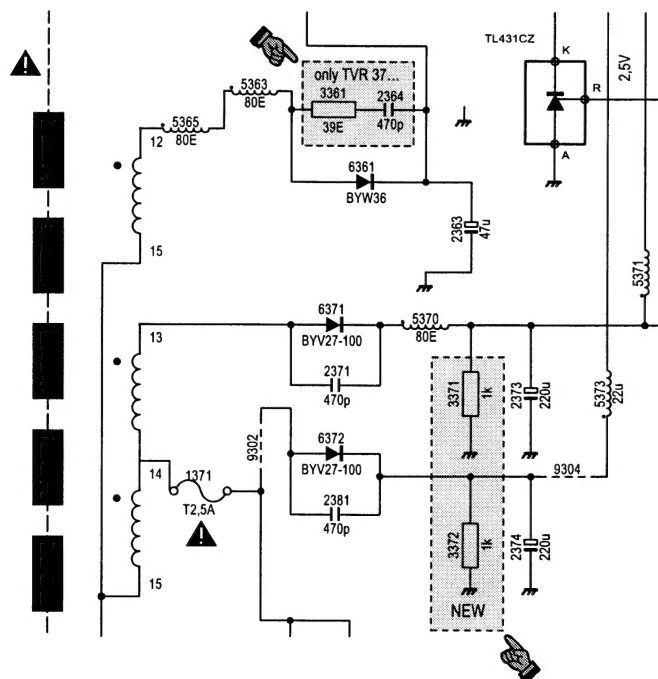 TL431CZ
K
R
2,5V
A
only TVR 37...
3361
39E
2364
470p
5363
80E
5365
80E
12
15
6361
BYW36
2363
47u
5371
13
6371
BYV27-100
2371
470p
5370
80E
3371
1k
2373
220u
5373
22u
14
1371
T2,5A
9302
6372
BYV27-100
2381
470p
9304
3372
1k
2374
220u
15
NEW